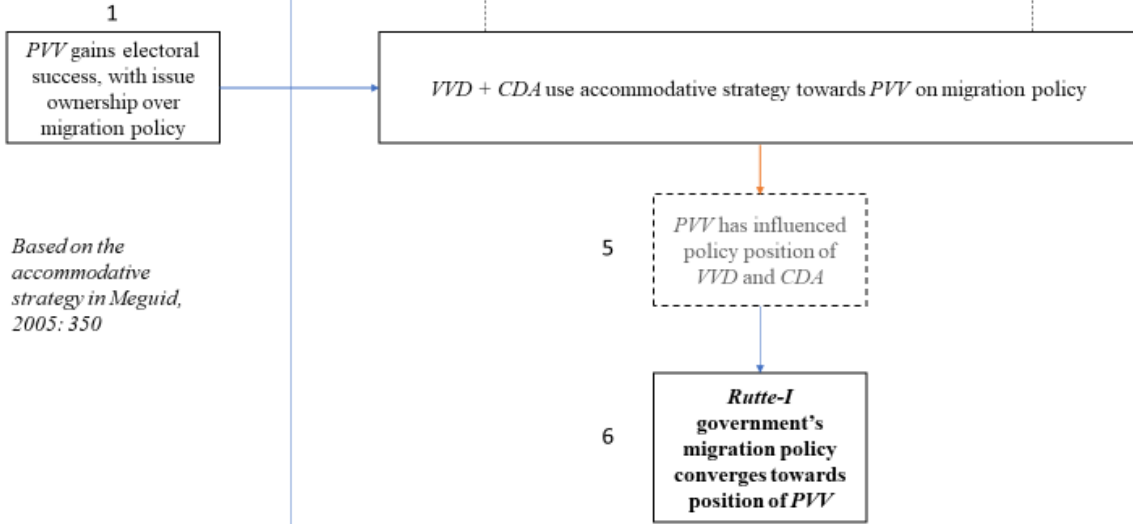 1
PVV gains electoral
success, with issue
ownership over
migration policy
VVD + CDA use accommodative strategy towards PVV on migration policy
5
PVV has influenced
policy position of
VVD and CDA
Based on the
accommodative
strategy in Meguid,
2005: 350
6
Rutte-I
government’s
migration policy
converges towards
position of PVV